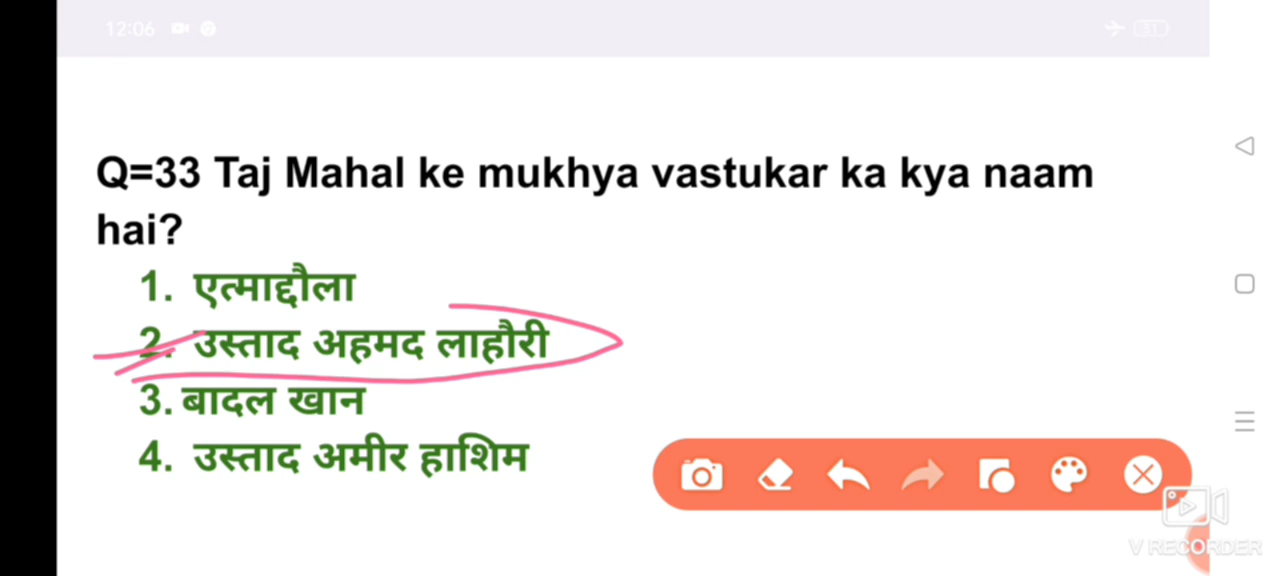 12:06
61
Q=33 Taj Mahal ke mukhya vastukar ka kya naam
hai?
1. एत्माद्दौला
2. उस्ताद अहमद लाहौरी
3. बादल खान
4. उस्ताद अमीर हाशिम
V RECORDER